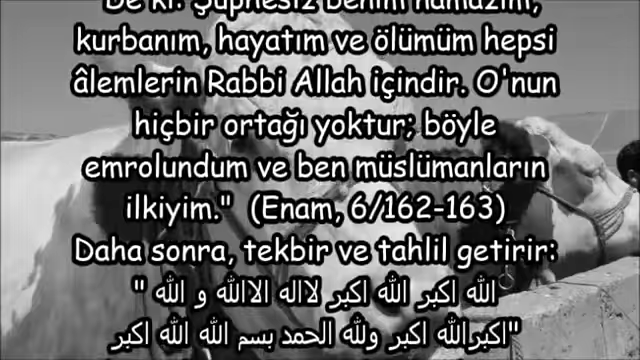 "De ki: Şüphesiz benim namazım,
kurbanım, hayatım ve ölümüm hepsi
âlemlerin Rabbi Allah içindir. O'nun
hiçbir ortağı yoktur; böyle
emrolundum ve ben müslümanların
ilkiyim." (Enam, 6/162-163)
Daha sonra, tekbir ve tahlil getirir:
" الله اكبر الله اكبر لااله الاالله و الله
اكبرالله اكبر ولله الحمد بسم الله الله اكبر"